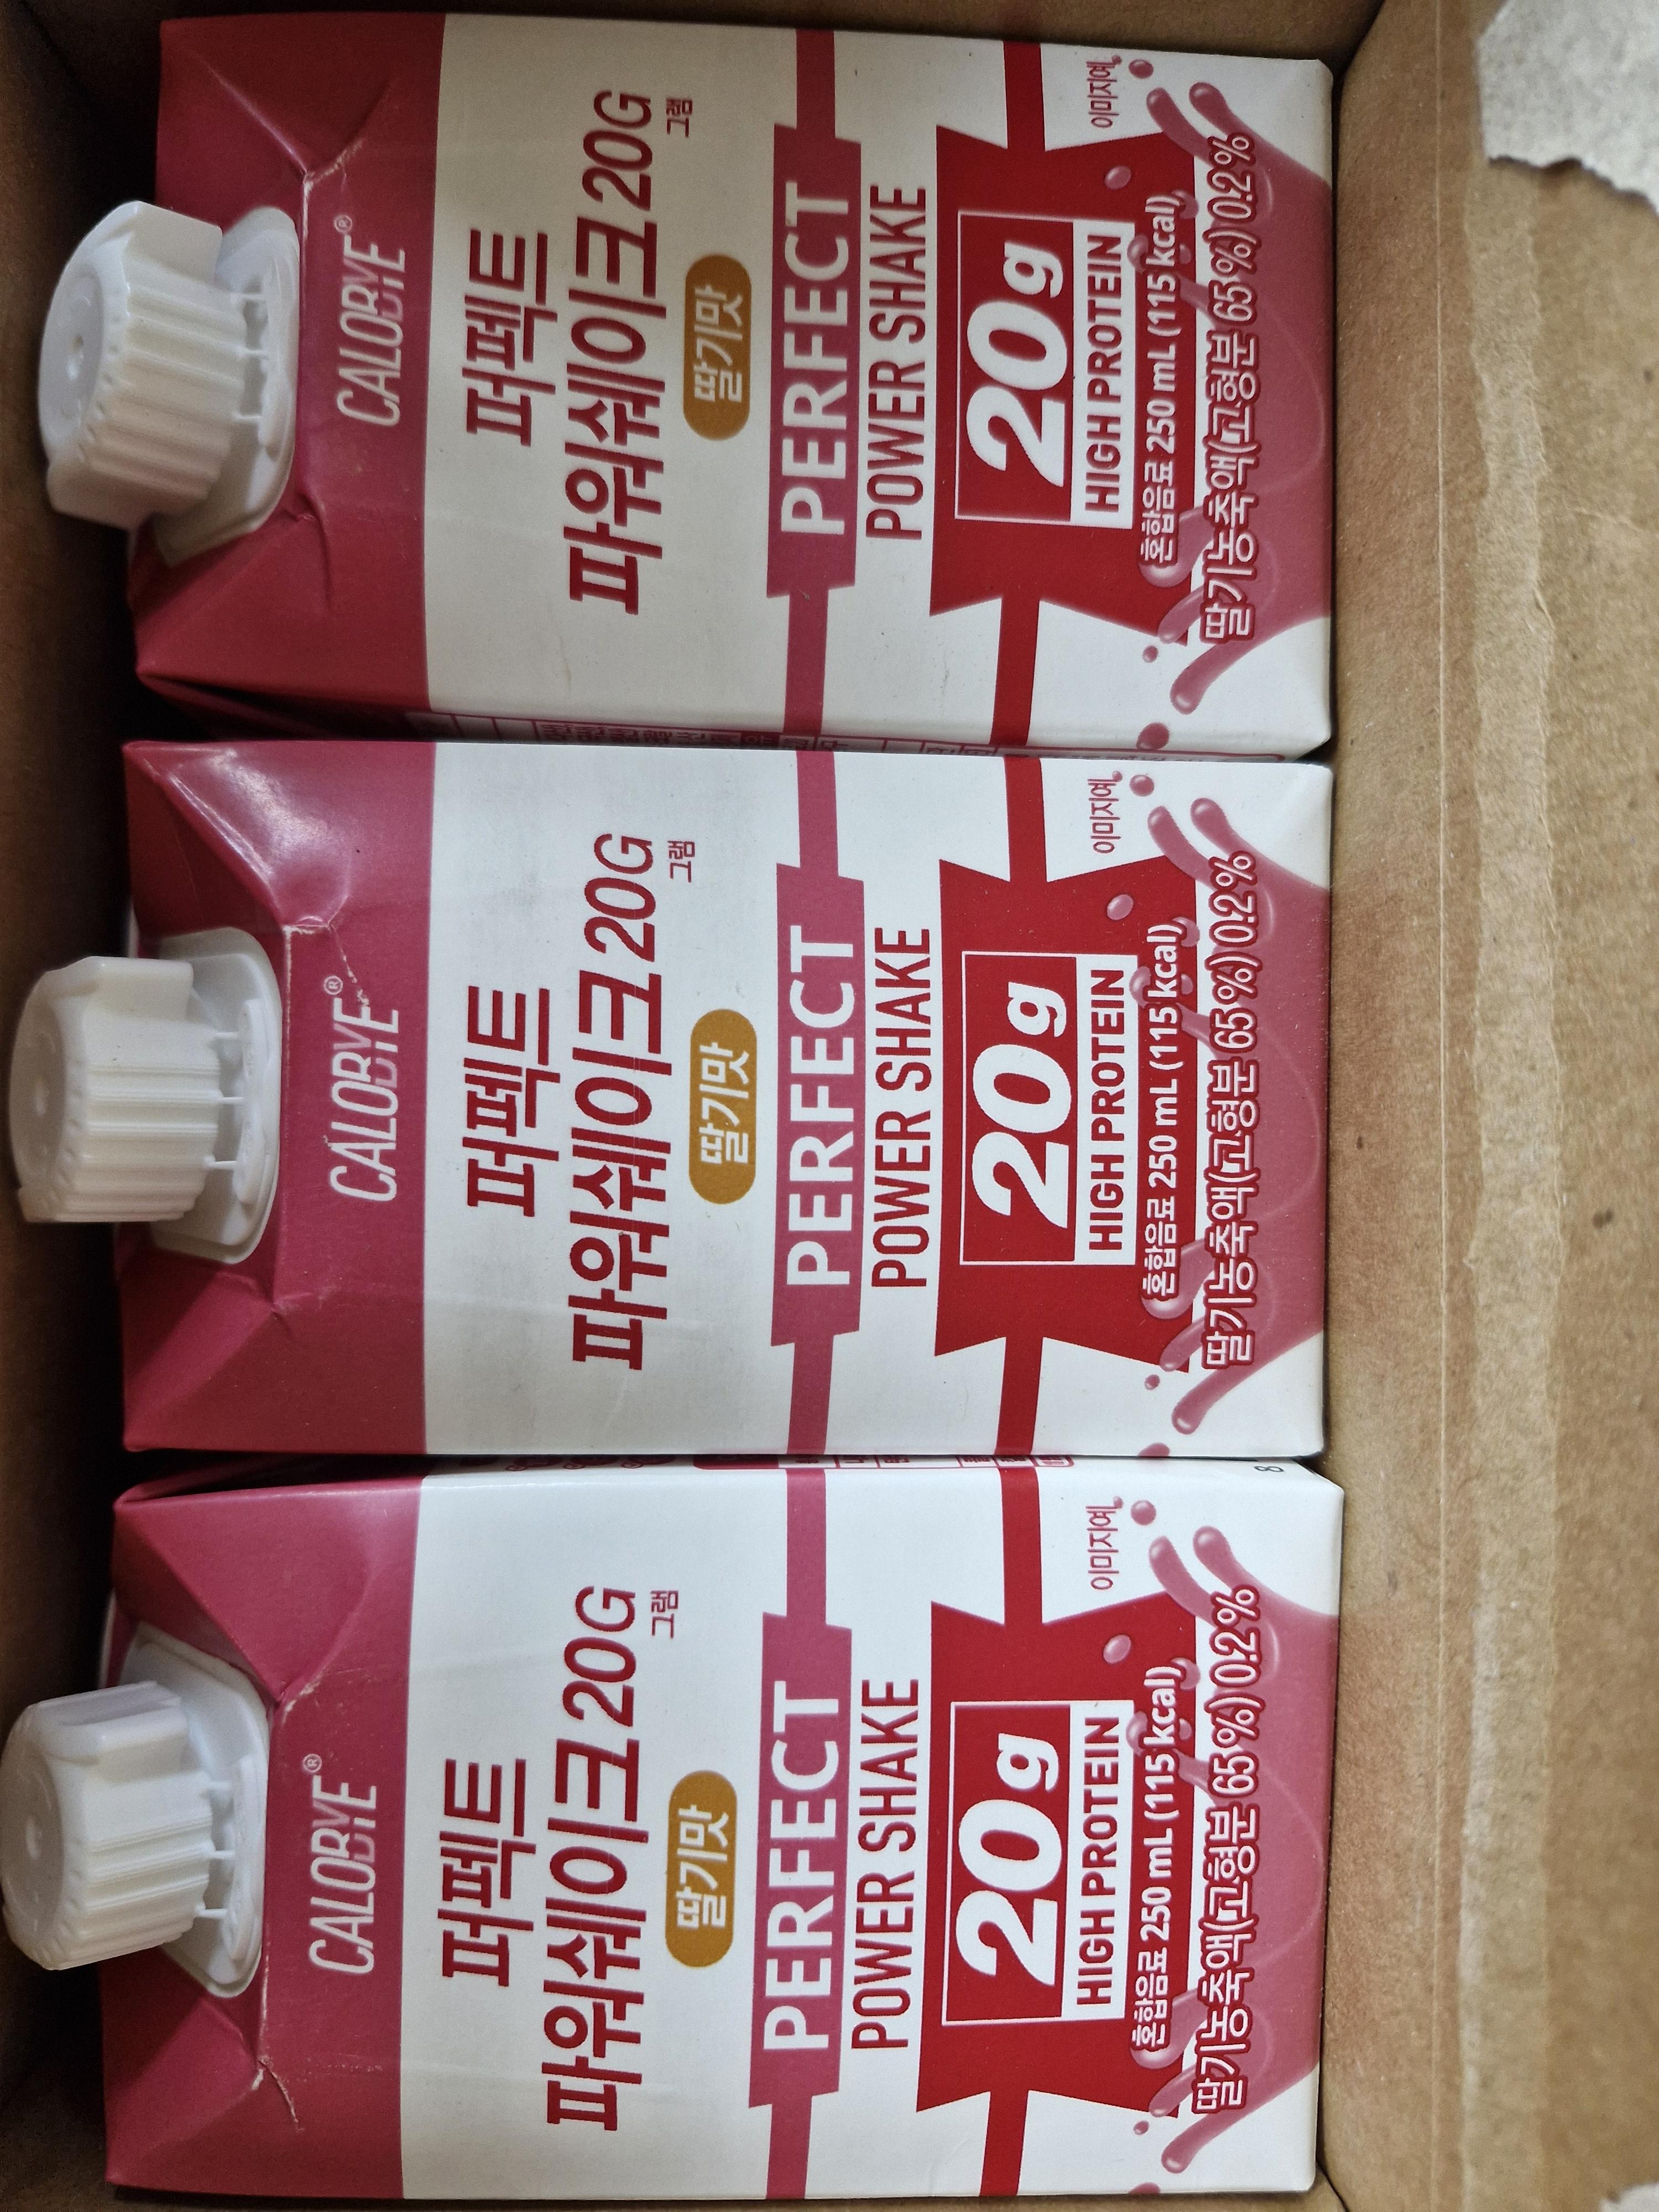 CALOBYE®
퍼펙트
파워쉐이크 20G
그램
딸기맛
PERFECT
POWER SHAKE
20g
HIGH PROTEIN
이미지예
혼합음료 250 mL (115 kcal)
딸기농축액(고형분 65%) 0.2%
CALOBYE®
퍼펙트
파워쉐이크 20G
그램
딸기맛
PERFECT
POWER SHAKE
20g
HIGH PROTEIN
이미지예
혼합음료 250 mL (115 kcal)
딸기농축액(고형분 65%) 0.2%
CALOBYE®
퍼펙트
파워쉐이크 20G
그램
딸기맛
PERFECT
POWER SHAKE
20g
HIGH PROTEIN
이미지예
혼합음료 250 mL (115 kcal)
딸기농축액(고형분 65%) 0.2%